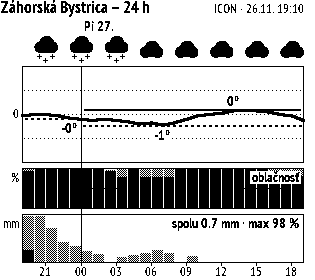 Záhorská Bystrica – 24 h ICON - 26.11. 19:10
Pi 27.
0°
0
-0°
-1°
% oblačnosť
mm spolu 0.7 mm · max 98 %
21 00 03 06 09 12 15 18